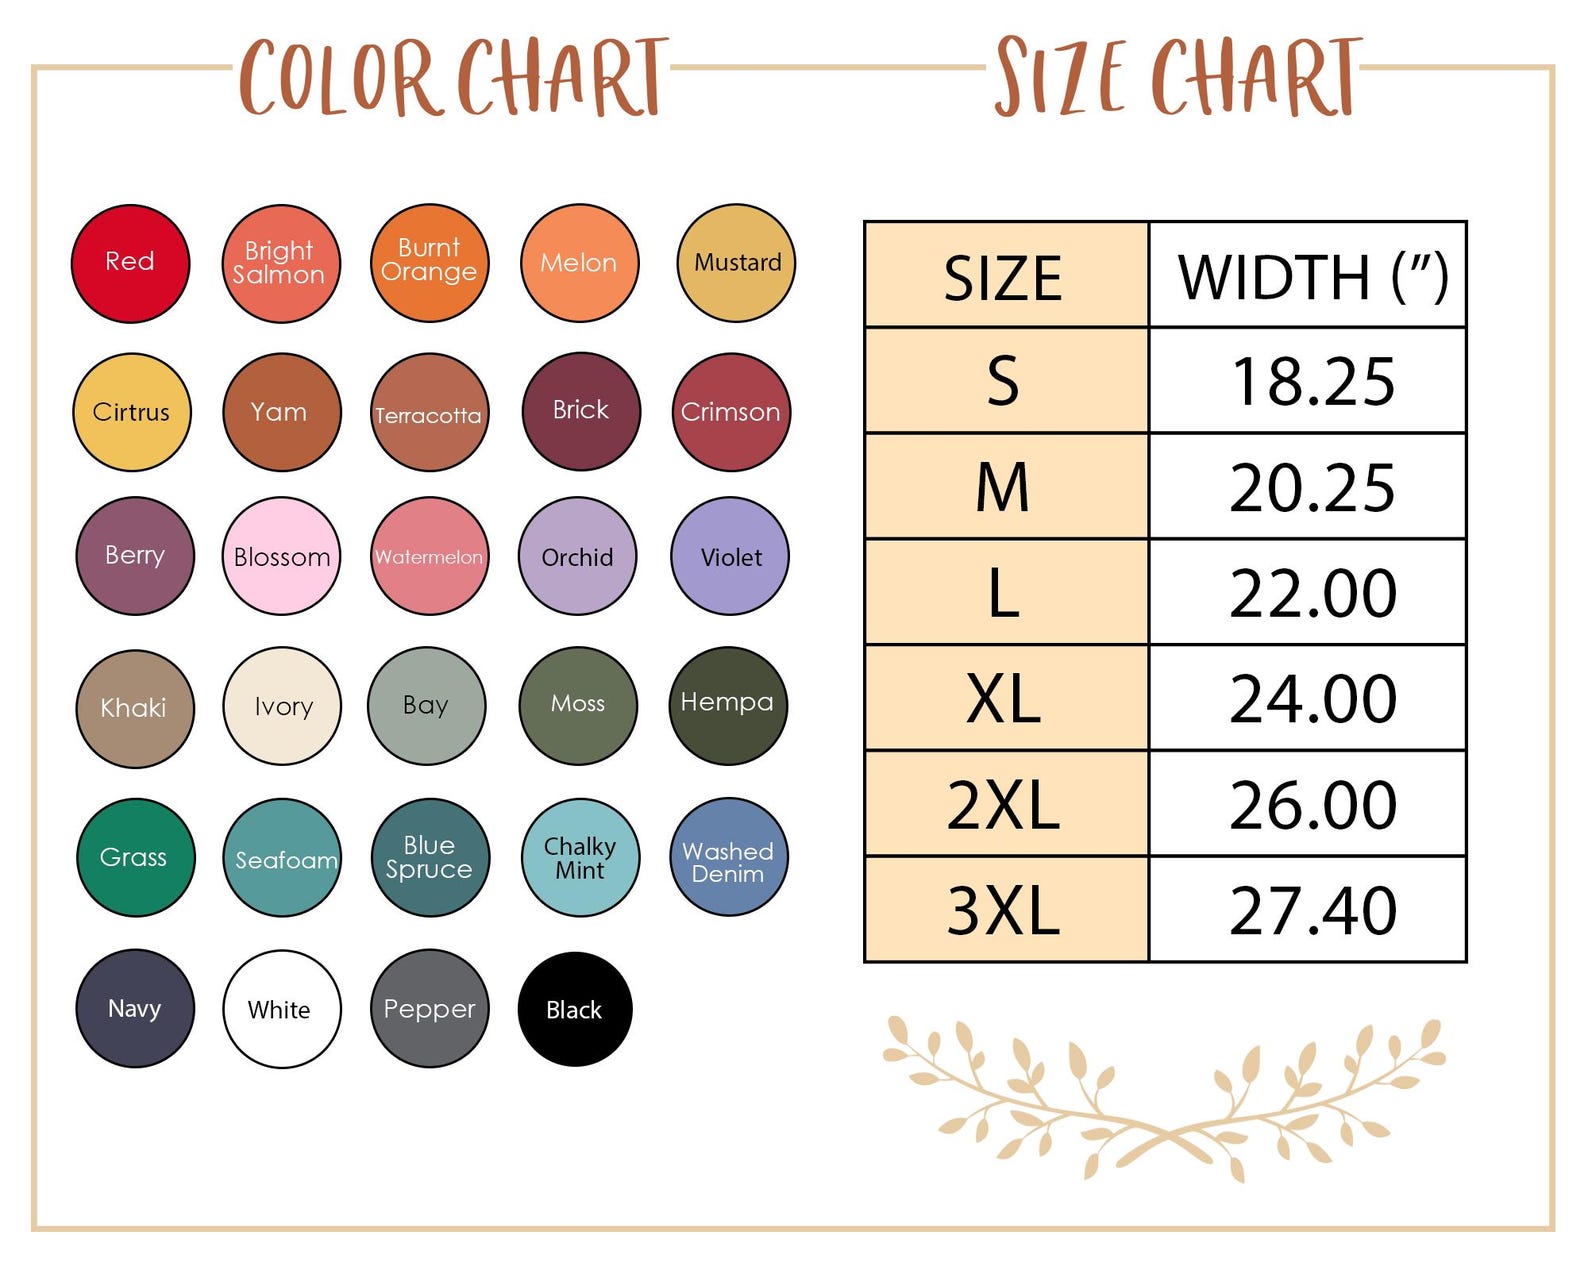 COLOR CHART
Red
Bright
Salmon
Burnt
Orange
Melon
Mustard
Cirtrus
Yam
Terracotta
Brick
Crimson
Berry
Blossom
Watermelon
Orchid
Violet
Khaki
Ivory
Bay
Moss
Hempa
Grass
Seafoam
Blue
Spruce
Chalky
Mint
Washed
Denim
Navy
White
Pepper
Black
SIZE CHART
SIZE WIDTH (”)
S 18.25
M 20.25
L 22.00
XL 24.00
2XL 26.00
3XL 27.40